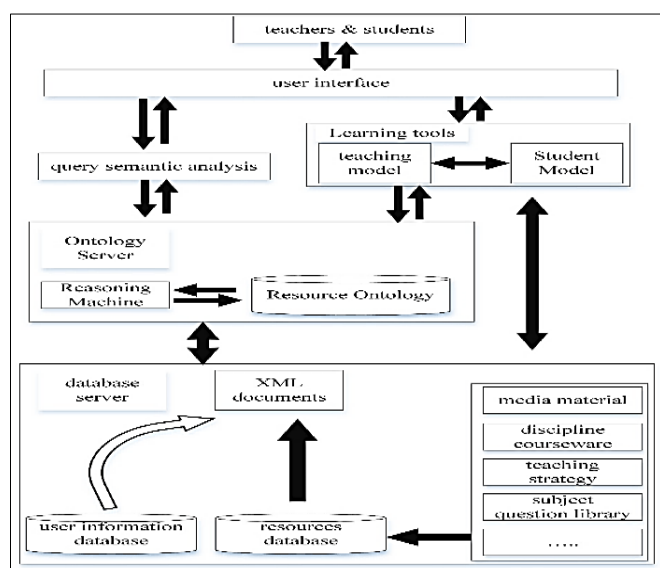 teachers & students
user interface
Learning tools
teaching
model
Student
Model
query semantic analysis
Ontology
Server
Reasoning
Machine
Resource Ontology
database
server
XML
documents
media material
discipline
courseware
teaching
strategy
subject
question library
.....
user information
database
resources
database